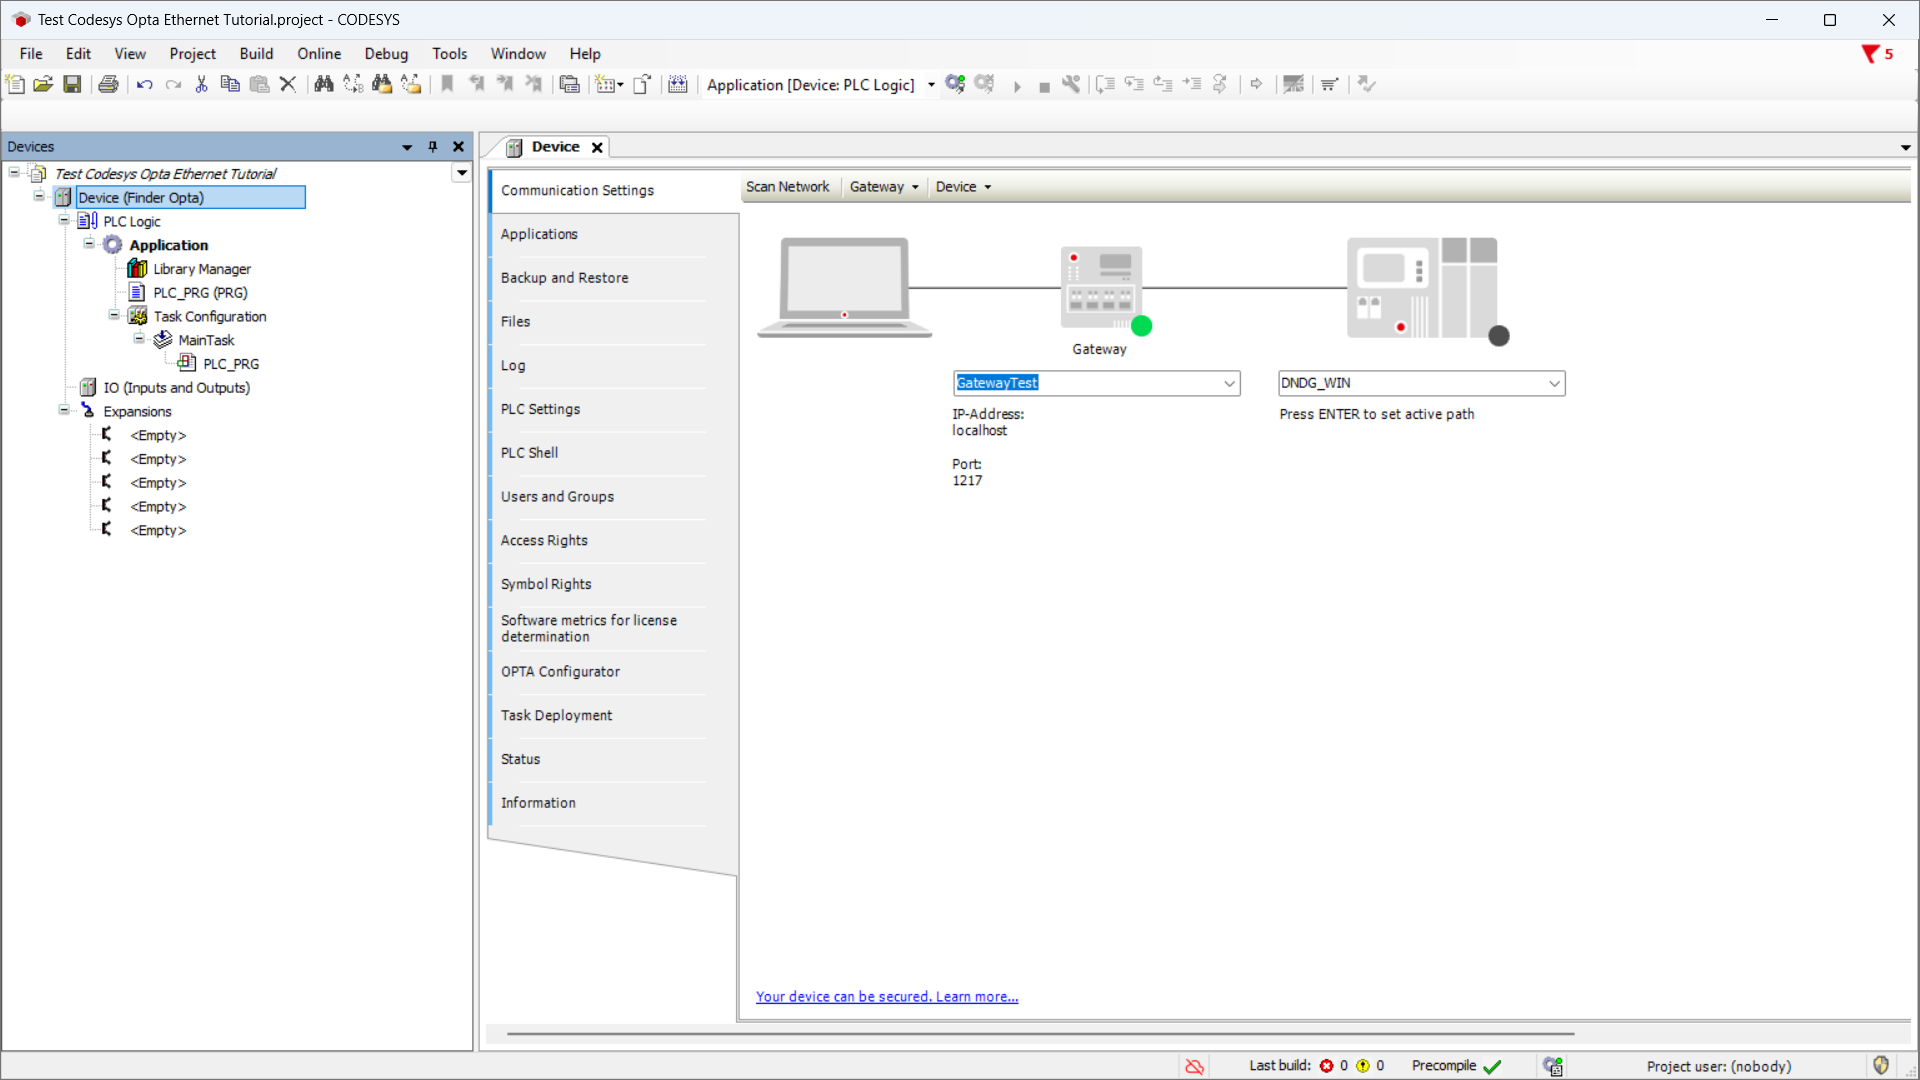 Test Codesys Opta Ethernet Tutorial.project - CODESYS
File Edit View Project Build Online Debug Tools Window Help
5
Application [Device: PLC Logic]
Devices
Test Codesys Opta Ethernet Tutorial
Device (Finder Opta)
PLC Logic
Application
Library Manager
PLC_PRG (PRG)
Task Configuration
MainTask
PLC_PRG
IO (Inputs and Outputs)
Expansions
<Empty>
<Empty>
<Empty>
<Empty>
<Empty>
Device
Communication Settings
Applications
Backup and Restore
Files
Log
PLC Settings
PLC Shell
Users and Groups
Access Rights
Symbol Rights
Software metrics for license
determination
OPTA Configurator
Task Deployment
Status
Information
Scan Network Gateway Device
Gateway
GatewayTest
IP-Address:
localhost
Port:
1217
DNDG_WIN
Press ENTER to set active path
Your device can be secured. Learn more...
Last build: 0 0 Precompile Project user: (nobody)